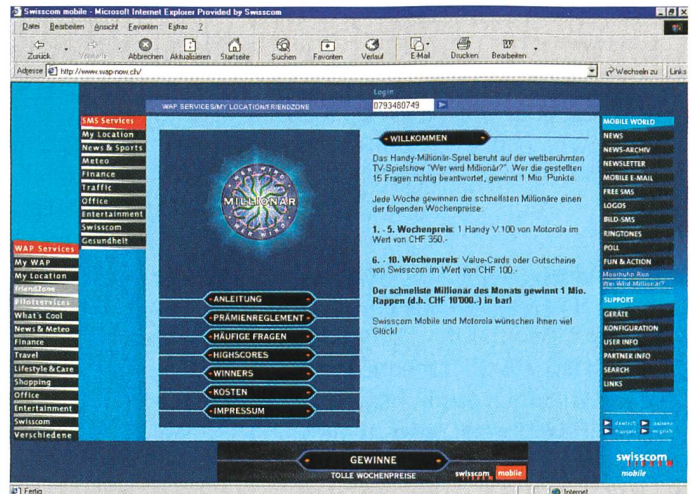 Swisscom mobile - Microsoft Internet Explorer Provided by Swisscom
Datei Bearbeiten Ansicht Favoriten Extras ?
Zurück Abbrechen Aktualisieren Startseite Suchen Favoriten Verlauf E-Mail Drucken Bearbeiten
Adresse http://www.wap-now.ch/ Wechseln zu Links
Login
WAP SERVICES/MY LOCATION/FRIENDZONE 0793480749
SMS Services
My Location
News & Sports
Meteo
Finance
Traffic
Office
Entertainment
Swisscom
Gesundheit
WAP Services
My WAP
My Location
FriendZone
Pilotservices
What's Cool
News & Meteo
Finance
Travel
Lifestyle & Care
Shopping
Office
Entertainment
Swisscom
Verschiedene
WER WIRD
MILLIONÄR
WER WIRD
ANLEITUNG
PRÄMIENREGLEMENT
HÄUFIGE FRAGEN
HIGHSCORES
WINNERS
KOSTEN
IMPRESSUM
WILLKOMMEN
Das Handy-Millionär-Spiel beruht auf der weltberühmten
TV-Spielshow "Wer wird Millionär?". Wer die gestellten
15 Fragen richtig beantwortet, gewinnt 1 Mio. Punkte.
Jede Woche gewinnen die schnellsten Millionäre einen
der folgenden Wochenpreise:
1. - 5. Wochenpreis: 1 Handy V.100 von Motorola im
Wert von CHF 350.-
6. - 10. Wochenpreis: Value-Cards oder Gutscheine
von Swisscom im Wert von CHF 100.-
Der schnellste Millionär des Monats gewinnt 1 Mio.
Rappen (d.h. CHF 10'000.-) in bar!
Swisscom Mobile und Motorola wünschen Ihnen viel
Glück!
MOBILE WORLD
NEWS
NEWS-ARCHIV
NEWSLETTER
MOBILE E-MAIL
FREE SMS
LOGOS
BILD-SMS
RINGTONES
POLL
FUN & ACTION
Moorhuhn Run
Wer Wird Millionär?
SUPPORT
GERÄTE
KONFIGURATION
USER INFO
PARTNER INFO
SEARCH
LINKS
deutsch italiano
français english
GEWINNE
TOLLE WOCHENPREISE
swisscom mobile
swisscom
mobile
Fertig Internet